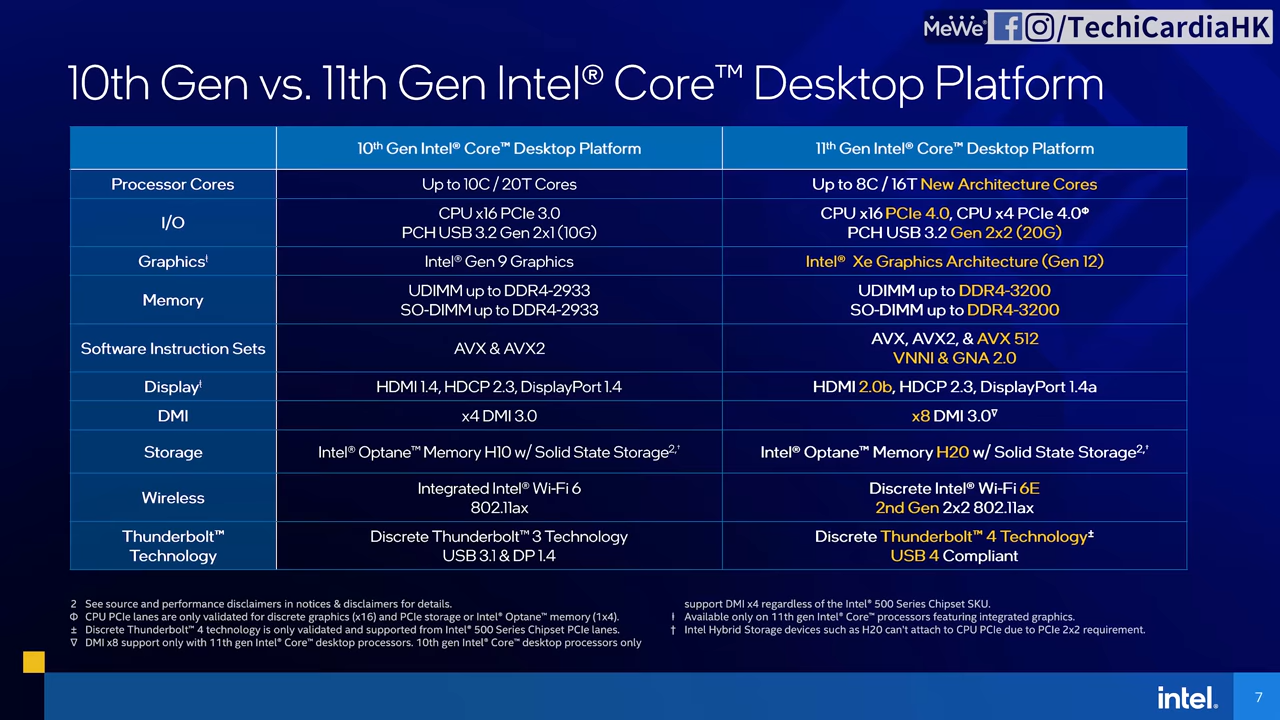 MeWe® /TechiCardiaHK
10th Gen vs. 11th Gen Intel® Core™ Desktop Platform
10th Gen Intel® Core™ Desktop Platform
11th Gen Intel® Core™ Desktop Platform
Processor Cores
Up to 10C / 20T Cores
Up to 8C / 16T New Architecture Cores
I/O
CPU x16 PCIe 3.0
PCH USB 3.2 Gen 2x1 (10G)
CPU x16 PCIe 4.0, CPU x4 PCIe 4.0Φ
PCH USB 3.2 Gen 2x2 (20G)
Graphicsƚ
Intel® Gen 9 Graphics
Intel® Xe Graphics Architecture (Gen 12)
Memory
UDIMM up to DDR4-2933
SO-DIMM up to DDR4-2933
UDIMM up to DDR4-3200
SO-DIMM up to DDR4-3200
Software Instruction Sets
AVX & AVX2
AVX, AVX2, & AVX 512
VNNI & GNA 2.0
Displayƚ
HDMI 1.4, HDCP 2.3, DisplayPort 1.4
HDMI 2.0b, HDCP 2.3, DisplayPort 1.4a
DMI
x4 DMI 3.0
x8 DMI 3.0∇
Storage
Intel® Optane™ Memory H10 w/ Solid State Storage2,†
Intel® Optane™ Memory H20 w/ Solid State Storage2,†
Wireless
Integrated Intel® Wi-Fi 6
802.11ax
Discrete Intel® Wi-Fi 6E
2nd Gen 2x2 802.11ax
Thunderbolt™
Technology
Discrete Thunderbolt™ 3 Technology
USB 3.1 & DP 1.4
Discrete Thunderbolt™ 4 Technology±
USB 4 Compliant
2 See source and performance disclaimers in notices & disclaimers for details.
Φ CPU PCIe lanes are only validated for discrete graphics (x16) and PCIe storage or Intel® Optane™ memory (1x4).
± Discrete Thunderbolt™ 4 technology is only validated and supported from Intel® 500 Series Chipset PCIe lanes.
∇ DMI x8 support only with 11th gen Intel® Core™ desktop processors. 10th gen Intel® Core™ desktop processors only
support DMI x4 regardless of the Intel® 500 Series Chipset SKU.
ƚ Available only on 11th gen Intel® Core™ processors featuring integrated graphics.
† Intel Hybrid Storage devices such as H20 can't attach to CPU PCIe due to PCIe 2x2 requirement.
intel.
7